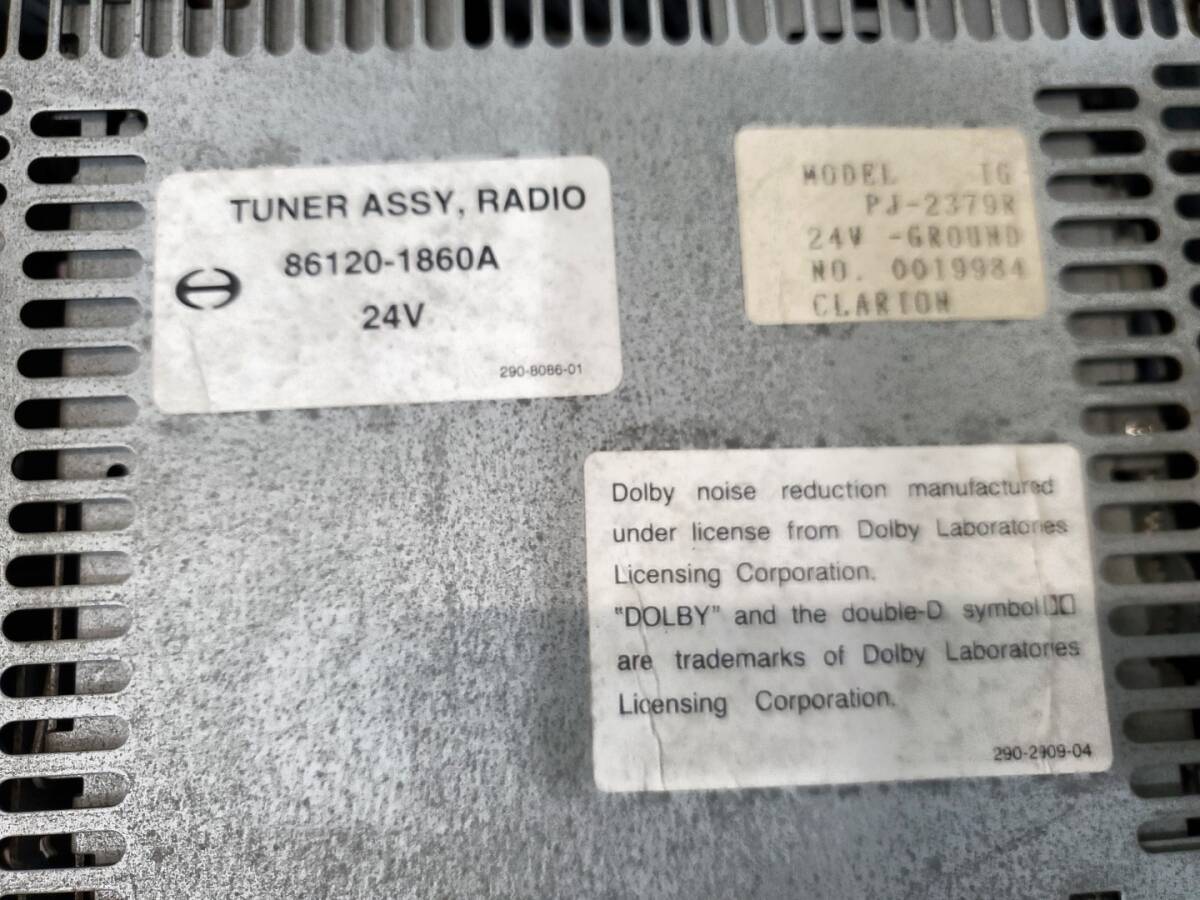 TUNER ASSY, RADIO
86120-1860A
24V
290-8086-01
MODEL TG
PJ-2379R
24V -GROUND
NO. 0019984
CLARION
Dolby noise reduction manufactured
under license from Dolby Laboratories
Licensing Corporation.
"DOLBY" and the double-D symbol
are trademarks of Dolby Laboratories
Licensing Corporation.
290-2909-04